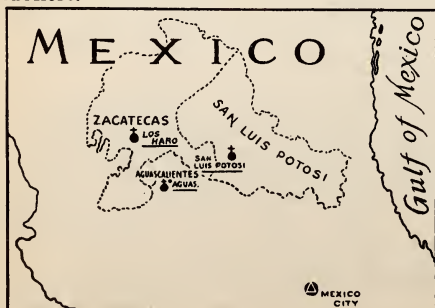 MEXICO
ZACATECAS
LOS
HARO
SAN LUIS POTOSI
SAN
LUIS POTOSI
AGUASCALIENTES
AGUAS.
Gulf of Mexico
MEXICO
CITY